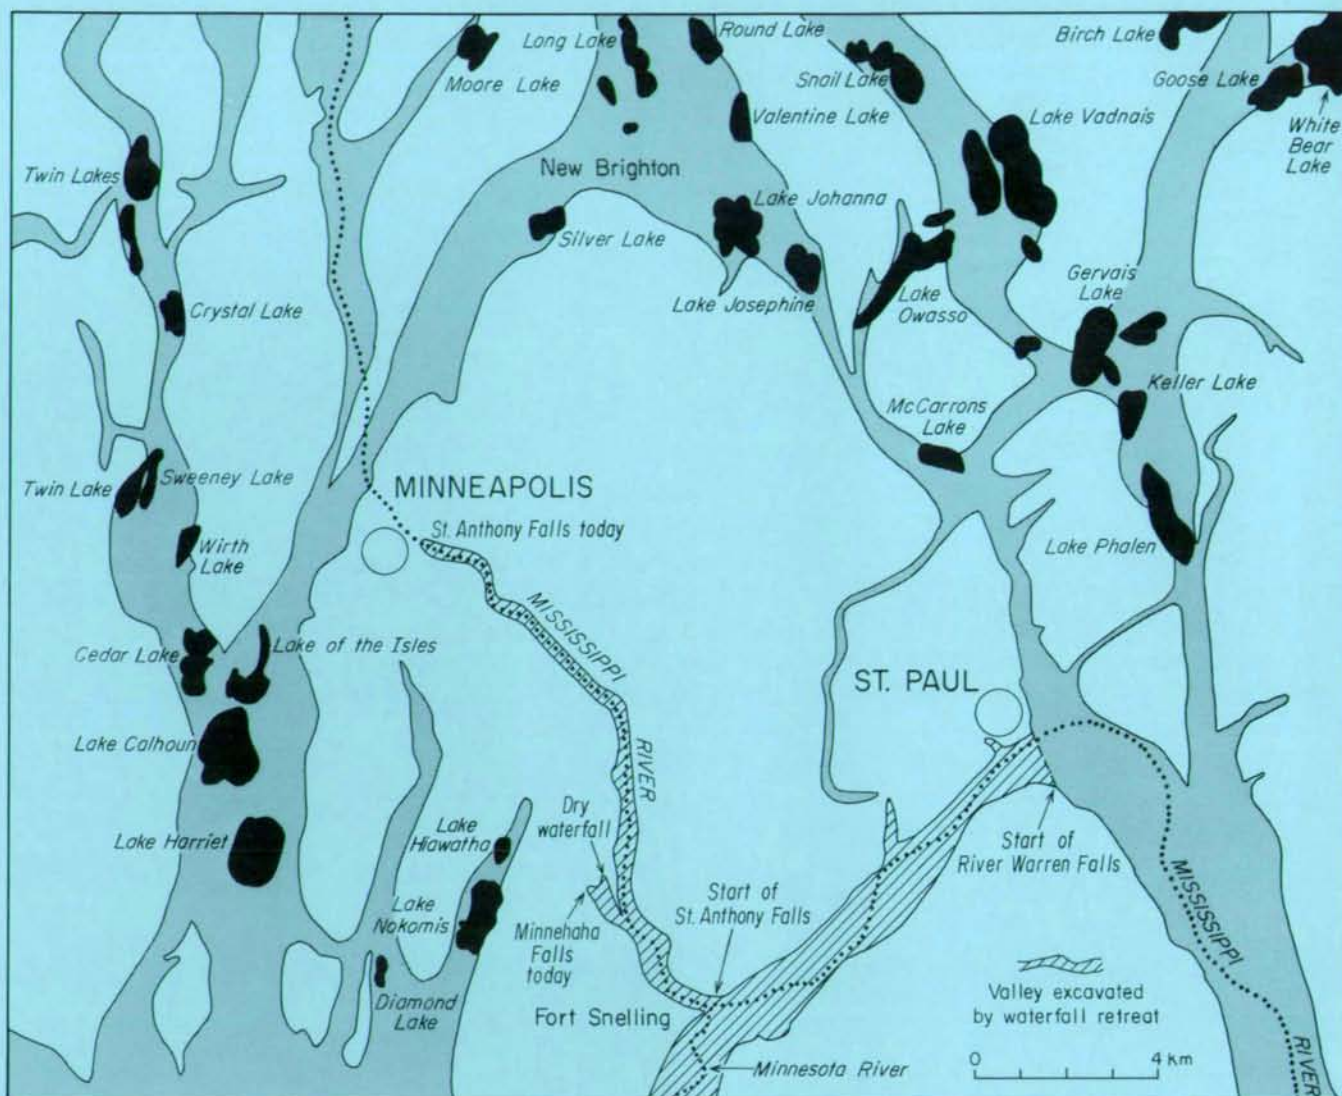 Long Lake
Round Lake
Birch Lake
Moore Lake
Snail Lake
Goose Lake
Valentine Lake
Lake Vadnais
White
Bear
Lake
Twin Lakes
New Brighton
Lake Johanna
Silver Lake
Crystal Lake
Lake Josephine
Lake
Owasso
Gervais
Lake
Keller Lake
McCarrons
Lake
Twin Lake
Sweeney Lake
MINNEAPOLIS
St. Anthony Falls today
Wirth
Lake
Lake Phalen
MISSISSIPPI
RIVER
Cedar Lake
Lake of the Isles
ST. PAUL
Lake Calhoun
Dry
waterfall
Lake
Hiawatha
Lake Harriet
Start of
River Warren Falls
Start of
St. Anthony Falls
Lake
Nokomis
Minnehaha
Falls
today
MISSISSIPPI
RIVER
Diamond
Lake
Fort Snelling
Valley excavated
by waterfall retreat
0 4 Km
Minnesota River